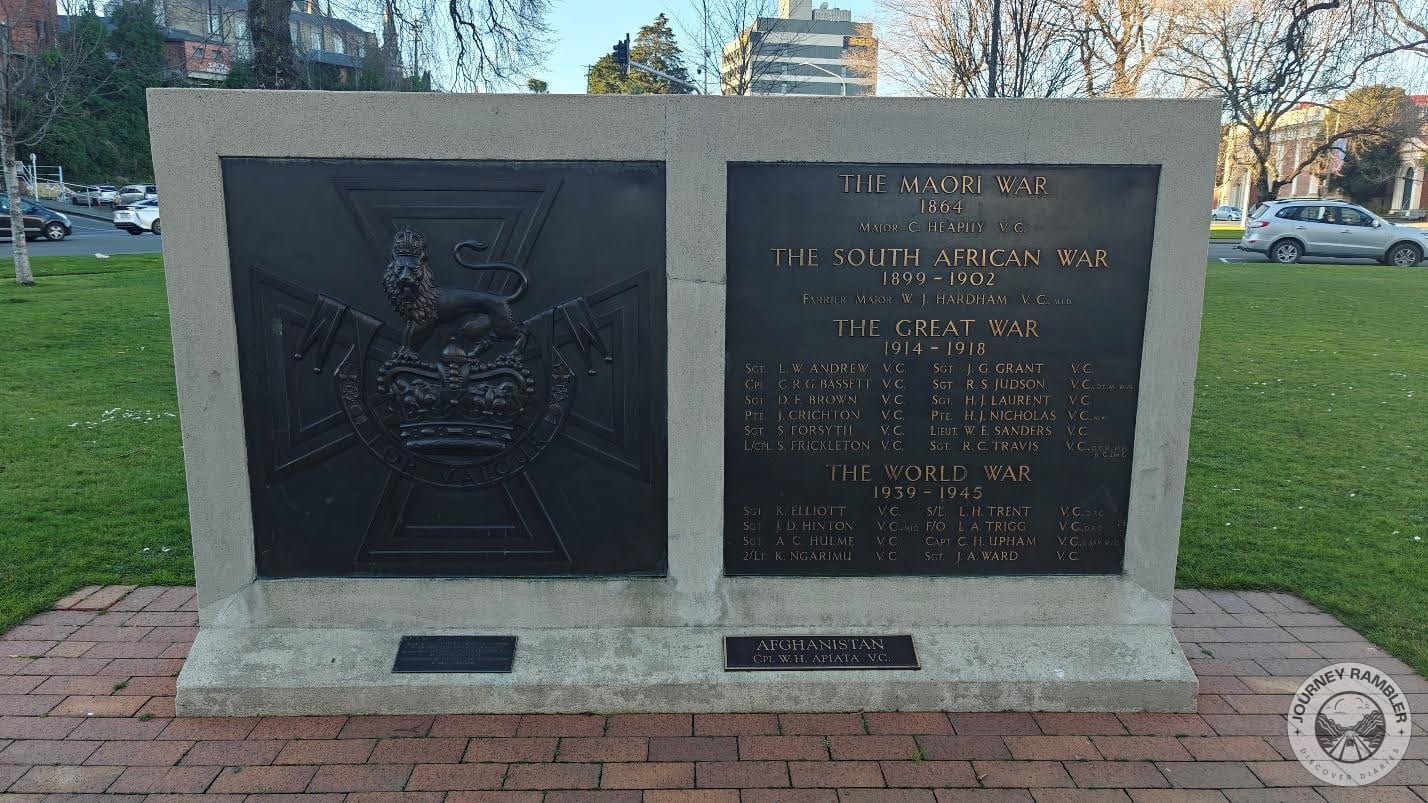 THE MAORI WAR
1864
MAJOR C. HEAPHY V.C.
THE SOUTH AFRICAN WAR
1899 - 1902
FARRIER MAJOR W. J. HARDHAM V.C., M.I.D.
THE GREAT WAR
1914 - 1918
SGT. L. W. ANDREW V.C. SGT. J. G. GRANT V.C.
CPL. C. R. G. BASSETT V.C. SGT. R. S. JUDSON V.C., D.C.M., M.M.
SGT. D. F. BROWN V.C. SGT. H. J. LAURENT V.C.
PTE. J. CRICHTON V.C. PTE. H. J. NICHOLAS V.C., M.M.
SGT. S. FORSYTH V.C. LIEUT. W. E. SANDERS V.C.
L/CPL. S. FRICKLETON V.C. SGT. R. C. TRAVIS V.C.
THE WORLD WAR
1939 - 1945
SGT. K. ELLIOTT V.C. S/L L. H. TRENT V.C., D.F.C.
SGT. J. D. HINTON V.C., M.I.D. F/O L. A. TRIGG V.C., D.F.C.
SGT. A. C. HULME V.C. CAPT. C. H. UPHAM V.C.
2/LT. K. NGARIMU V.C. SGT. J. A. WARD V.C.
FOR VALOUR
AFGHANISTAN
CPL. W. H. APIATA V.C.
JOURNEY RAMBLER
DISCOVER DIARIES